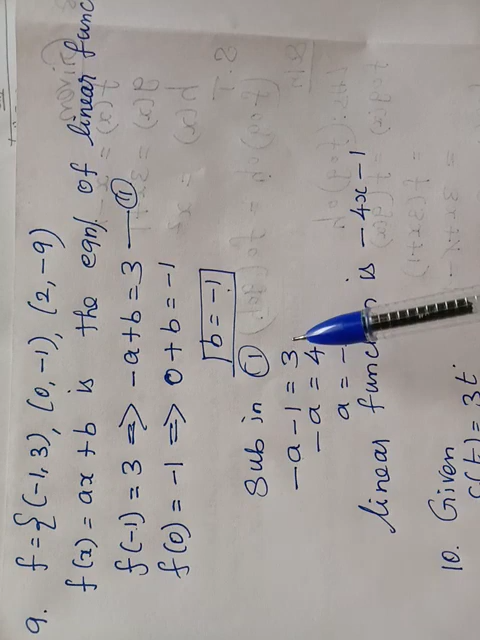 9. f = {(-1, 3), (0, -1), (2, -9)
f(x) = ax + b is the eqn. of linear func
f(-1) = 3 => -a + b = 3 — ①
f(0) = -1 => 0 + b = -1
b = -1
Sub in ①
-a - 1 = 3
-a = 4
a = -
linear func is -4x - 1
10. Given
= 3t